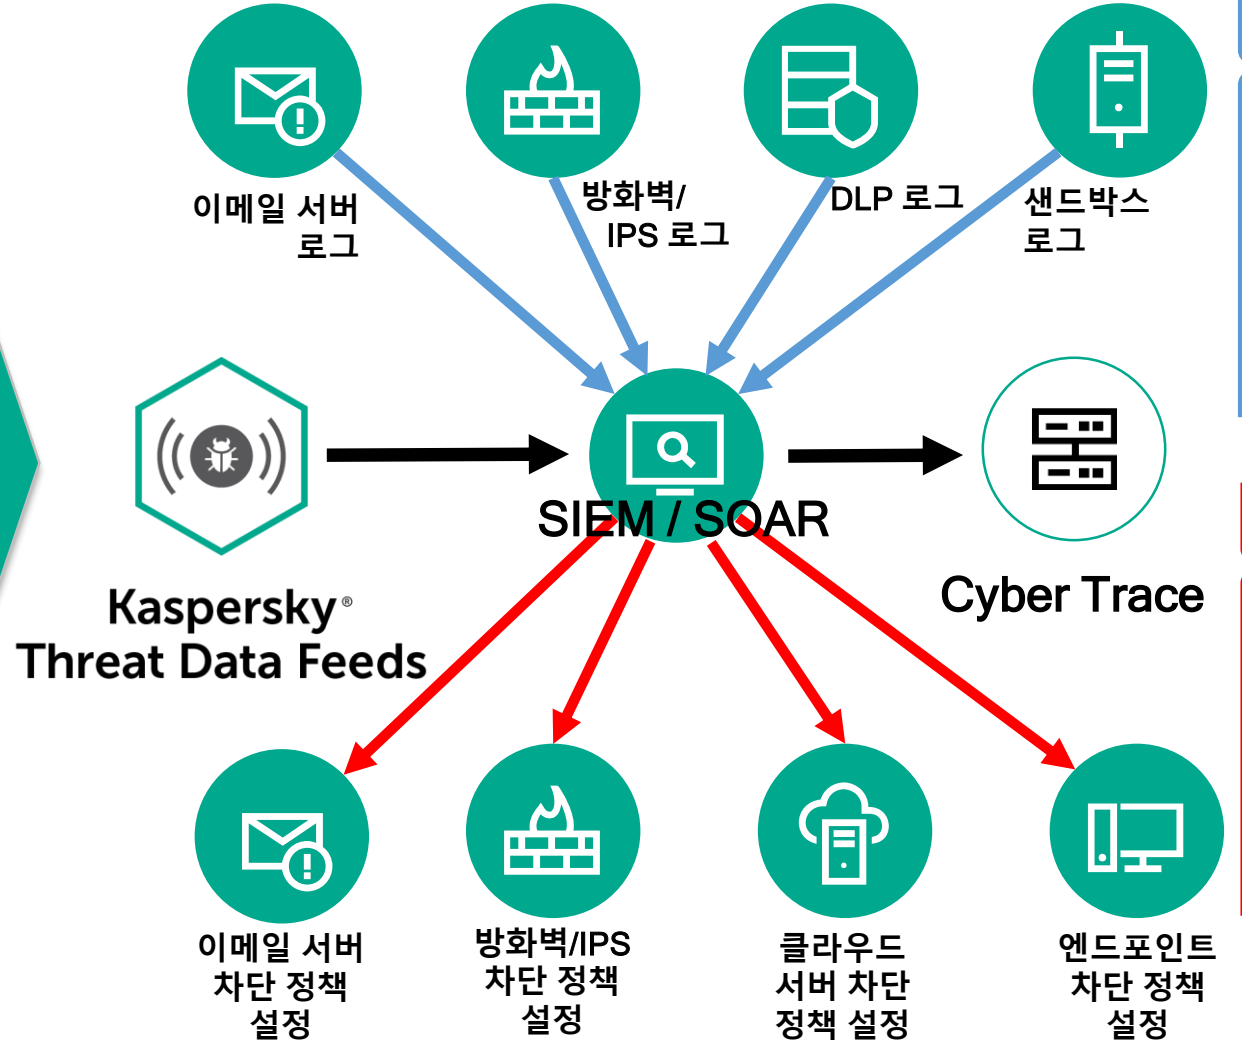 이메일 서버
로그
방화벽/
IPS 로그
DLP 로그
샌드박스
로그
SIEM / SOAR
Kaspersky®
Threat Data Feeds
Cyber Trace
이메일 서버
차단 정책
설정
방화벽/IPS
차단 정책
설정
클라우드
서버 차단
정책 설정
엔드포인트
차단 정책
설정